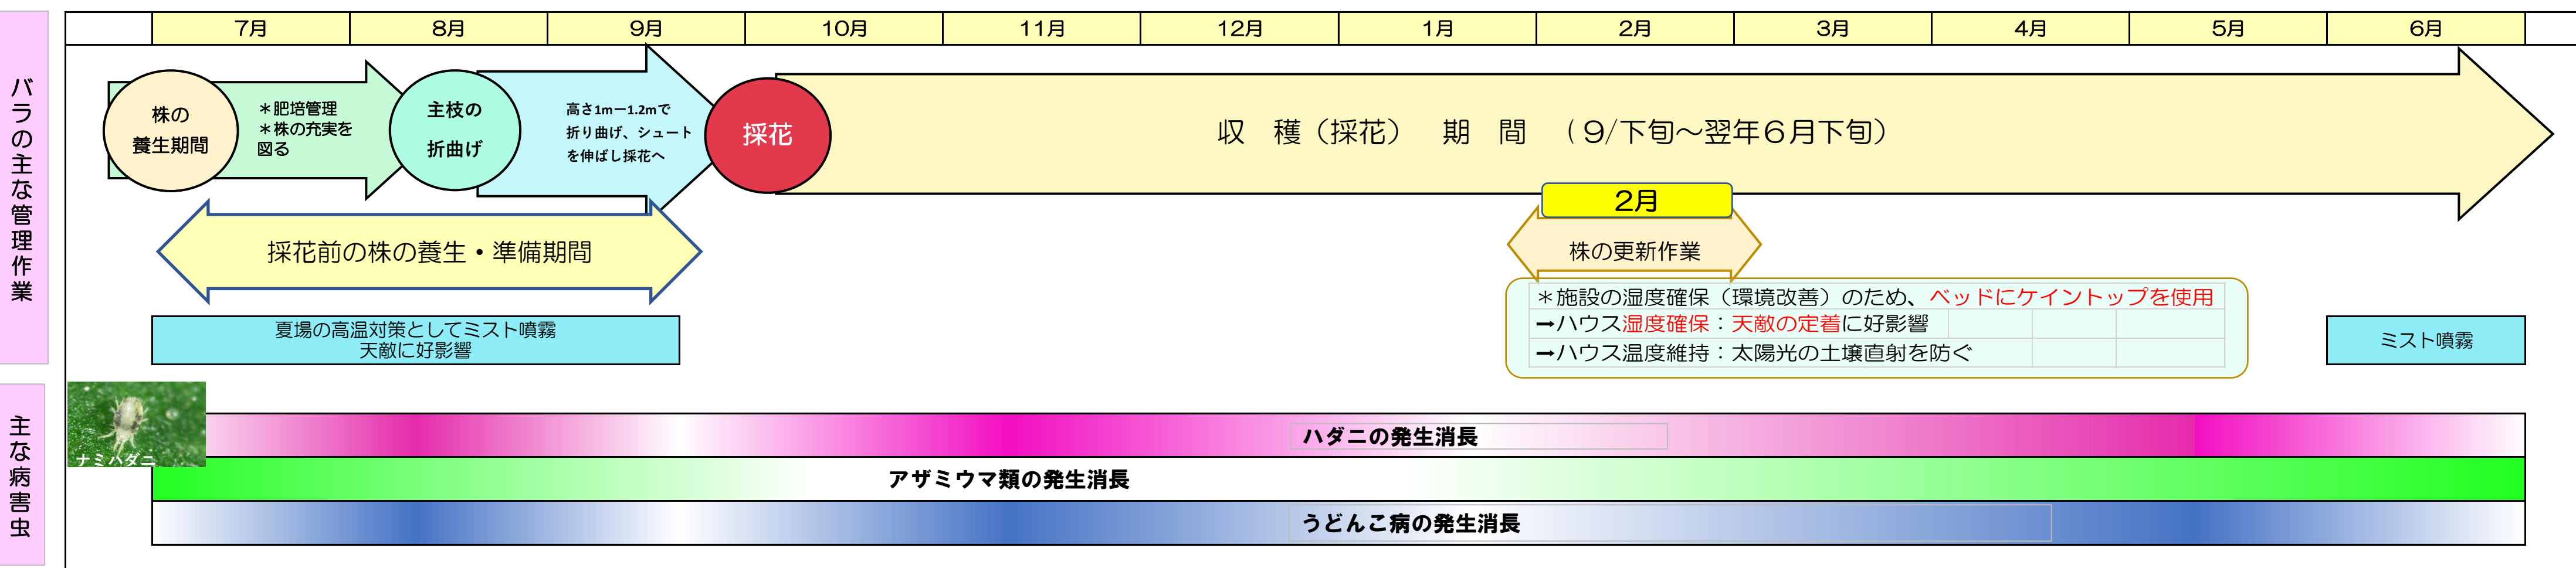 7月 8月 9月 10月 11月 12月 1月 2月 3月 4月 5月 6月
バラの主な管理作業
株の
養生期間
＊肥培管理
＊株の充実を
図る
主枝の
折曲げ
高さ1mー1.2mで
折り曲げ、シュート
を伸ばし採花へ
採花
収　穫（採花）　期　間　（９/下旬～翌年６月下旬）
採花前の株の養生・準備期間
2月
株の更新作業
＊施設の湿度確保（環境改善）のため、ベッドにケイントップを使用
➡ハウス湿度確保：天敵の定着に好影響
➡ハウス温度維持：太陽光の土壌直射を防ぐ
夏場の高温対策としてミスト噴霧
天敵に好影響
ミスト噴霧
主な病害虫
ナミハダニ
ハダニの発生消長
アザミウマ類の発生消長
うどんこ病の発生消長